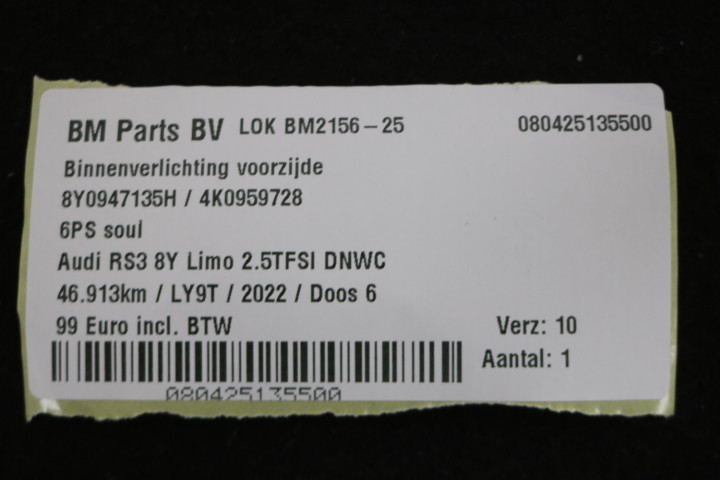 BM Parts BV LOK BM2156-25 080425135500
Binnenverlichting voorzijde
8Y0947135H / 4K0959728
6PS soul
Audi RS3 8Y Limo 2.5TFSI DNWC
46.913km / LY9T / 2022 / Doos 6
99 Euro incl. BTW Verz: 10
Aantal: 1
080425135500